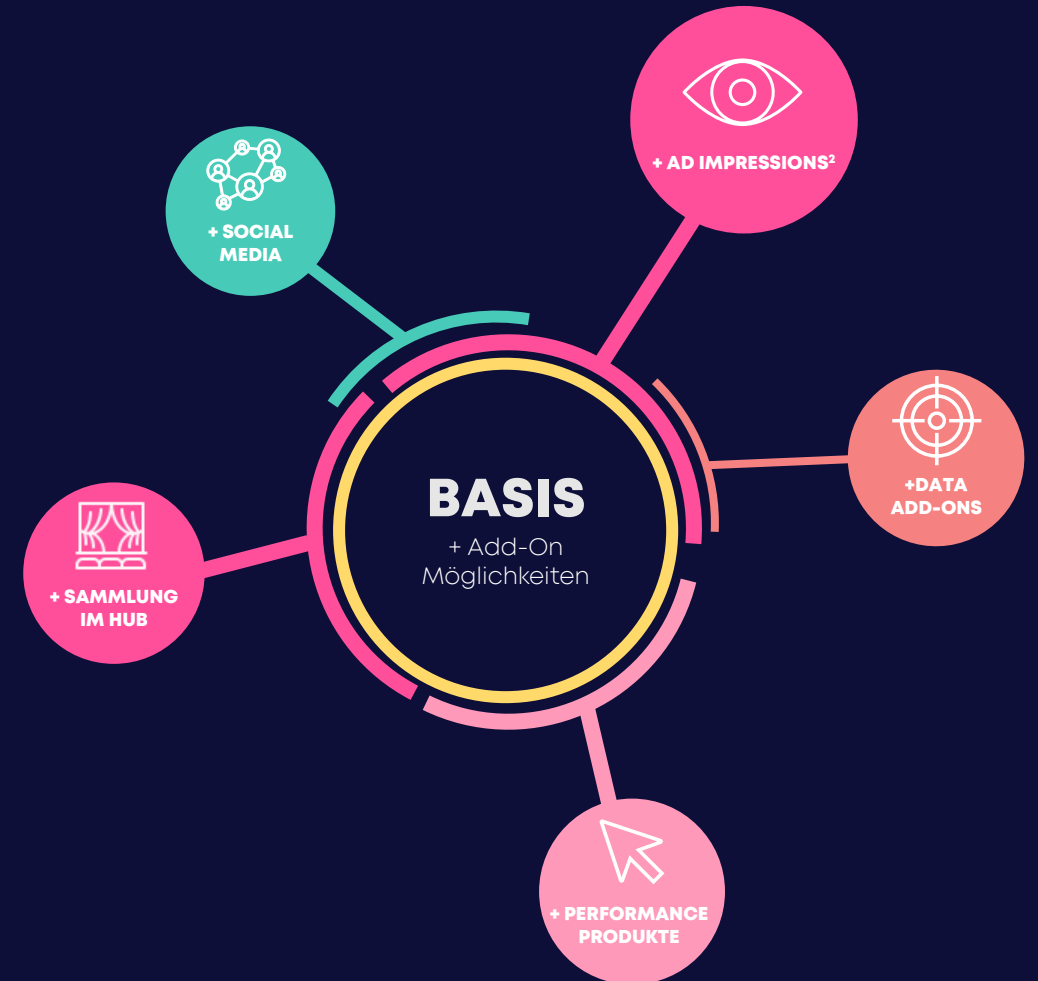 + AD IMPRESSIONS²
+ SOCIAL
MEDIA
+DATA
ADD-ONS
BASIS
+ Add-On
Möglichkeiten
+ SAMMLUNG
IM HUB
+ PERFORMANCE
PRODUKTE